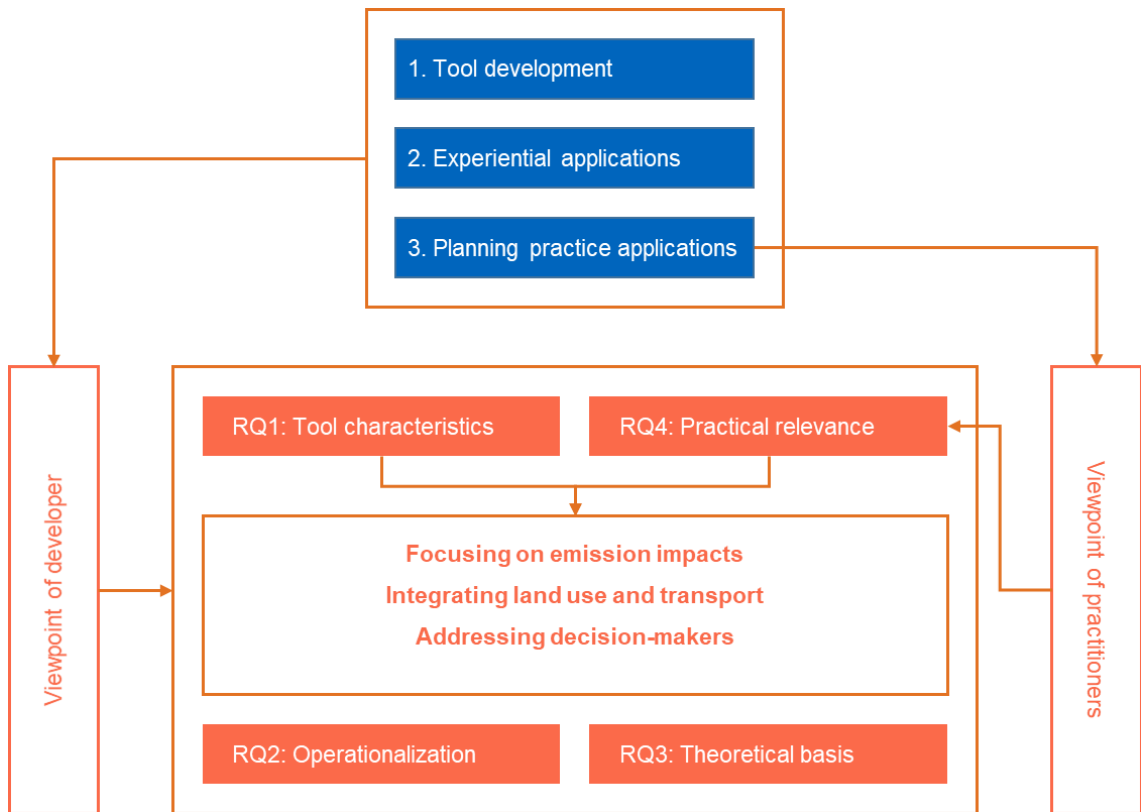 1. Tool development
2. Experiential applications
3. Planning practice applications
Viewpoint of developer
RQ1: Tool characteristics
RQ4: Practical relevance
Focusing on emission impacts
Integrating land use and transport
Addressing decision-makers
RQ2: Operationalization
RQ3: Theoretical basis
Viewpoint of practitioners